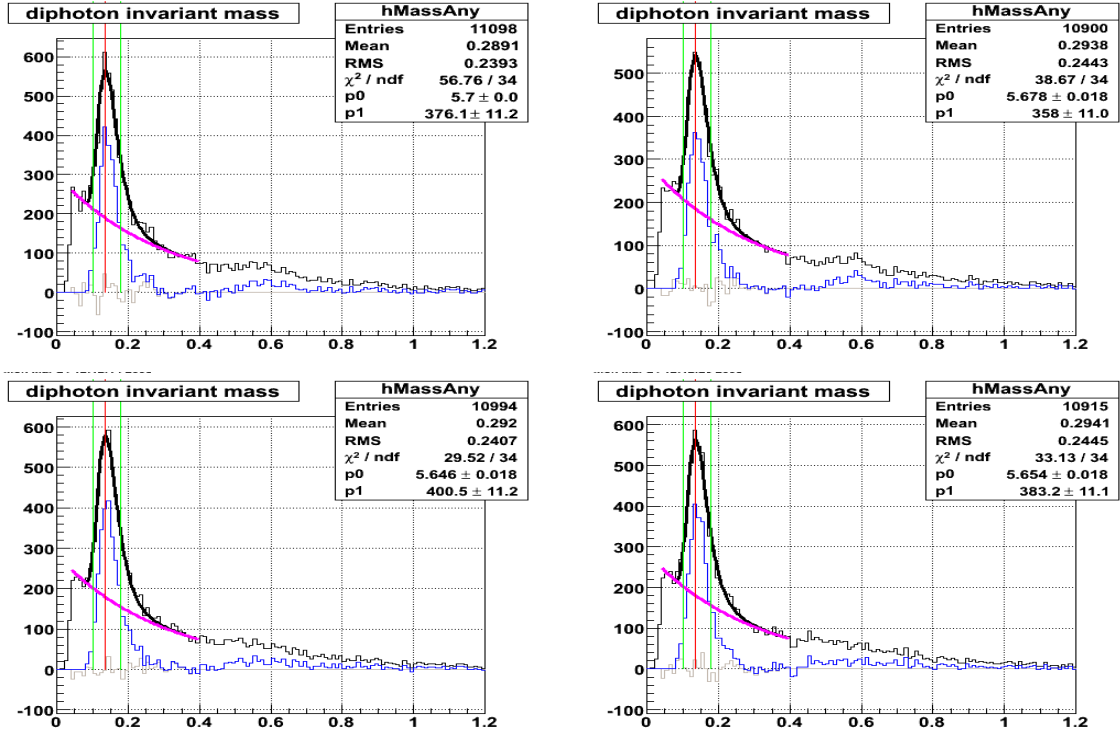 diphoton invariant mass
hMassAny
Entries 11098
Mean 0.2891
RMS 0.2393
χ² / ndf 56.76 / 34
p0 5.7 ± 0.0
p1 376.1 ± 11.2
600
500
400
300
200
100
0
-100
0 0.2 0.4 0.6 0.8 1 1.2
diphoton invariant mass
hMassAny
Entries 10900
Mean 0.2938
RMS 0.2443
χ² / ndf 38.67 / 34
p0 5.678 ± 0.018
p1 358 ± 11.0
500
400
300
200
100
0
-100
0 0.2 0.4 0.6 0.8 1 1.2
diphoton invariant mass
hMassAny
Entries 10994
Mean 0.292
RMS 0.2407
χ² / ndf 29.52 / 34
p0 5.646 ± 0.018
p1 400.5 ± 11.2
600
500
400
300
200
100
0
-100
0 0.2 0.4 0.6 0.8 1 1.2
diphoton invariant mass
hMassAny
Entries 10915
Mean 0.2941
RMS 0.2445
χ² / ndf 33.13 / 34
p0 5.654 ± 0.018
p1 383.2 ± 11.1
600
500
400
300
200
100
0
-100
0 0.2 0.4 0.6 0.8 1 1.2